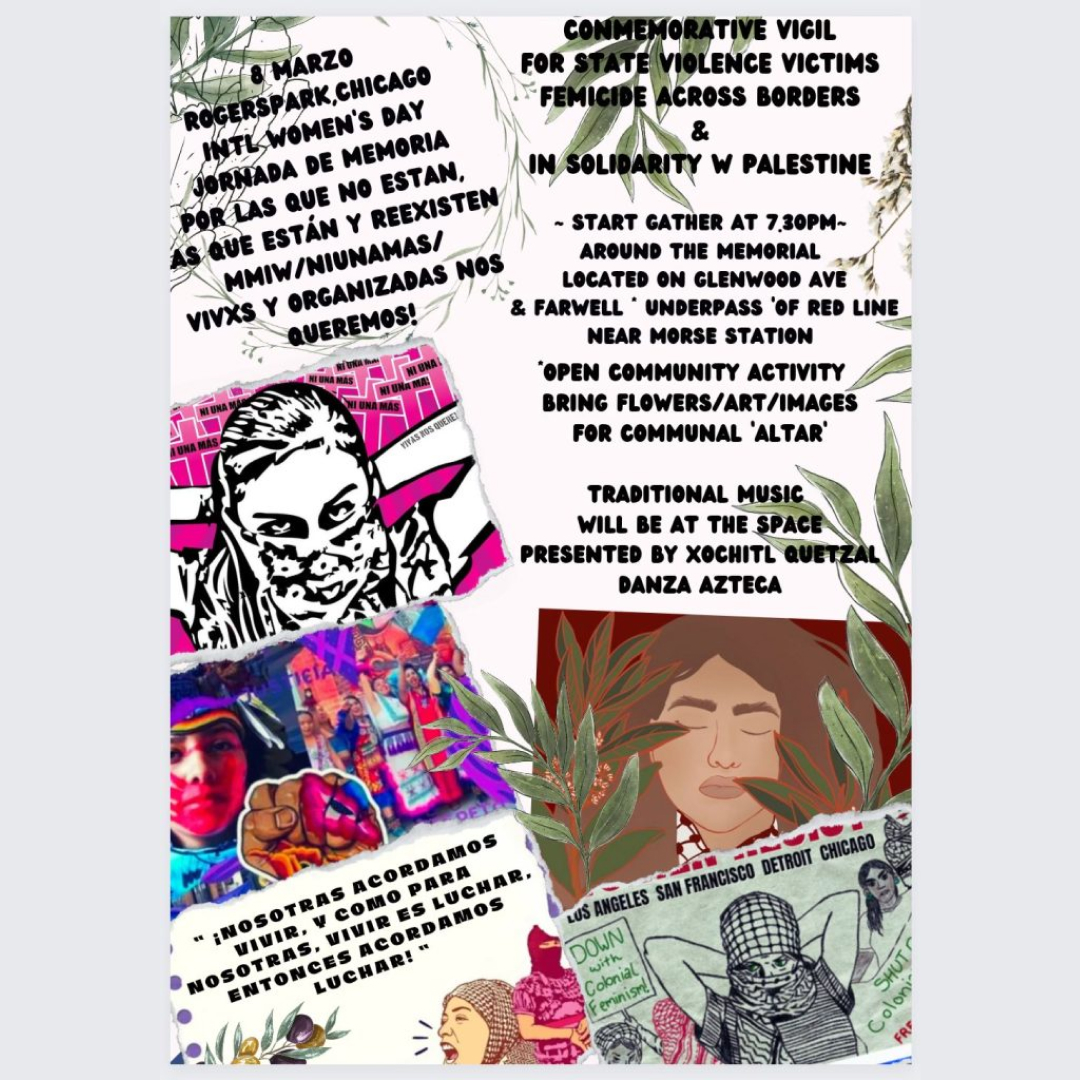 8 MARZO
ROGERSPARK,CHICAGO
INTL WOMEN'S DAY
JORNADA DE MEMORIA
POR LAS QUE NO ESTAN,
AS QUE ESTÁN Y REEXISTEN
MMIW/NIUNAMAS/
VIVXS Y ORGANIZADAS NOS
QUEREMOS!
CONMEMORATIVE VIGIL
FOR STATE VIOLENCE VICTIMS
FEMICIDE ACROSS BORDERS
&
IN SOLIDARITY W PALESTINE
~ START GATHER AT 7.30PM~
AROUND THE MEMORIAL
LOCATED ON GLENWOOD AVE
& FARWELL * UNDERPASS 'OF RED LINE
NEAR MORSE STATION
*OPEN COMMUNITY ACTIVITY
BRING FLOWERS/ART/IMAGES
FOR COMMUNAL 'ALTAR'
TRADITIONAL MUSIC
WILL BE AT THE SPACE
PRESENTED BY XOCHITL QUETZAL
DANZA AZTECA
NI UNA MÁS
NI UNA MÁS
NI UNA MÁS
NI UNA MÁS
VIVAS NOS
" ¡NOSOTRAS ACORDAMOS
VIVIR, Y COMO PARA
NOSOTRAS, VIVIR ES LUCHAR,
ENTONCES ACORDAMOS
LUCHAR! "
LOS ANGELES SAN FRANCISCO DETROIT CHICAGO
DOWN
with
Colonial
Feminism
SHUT